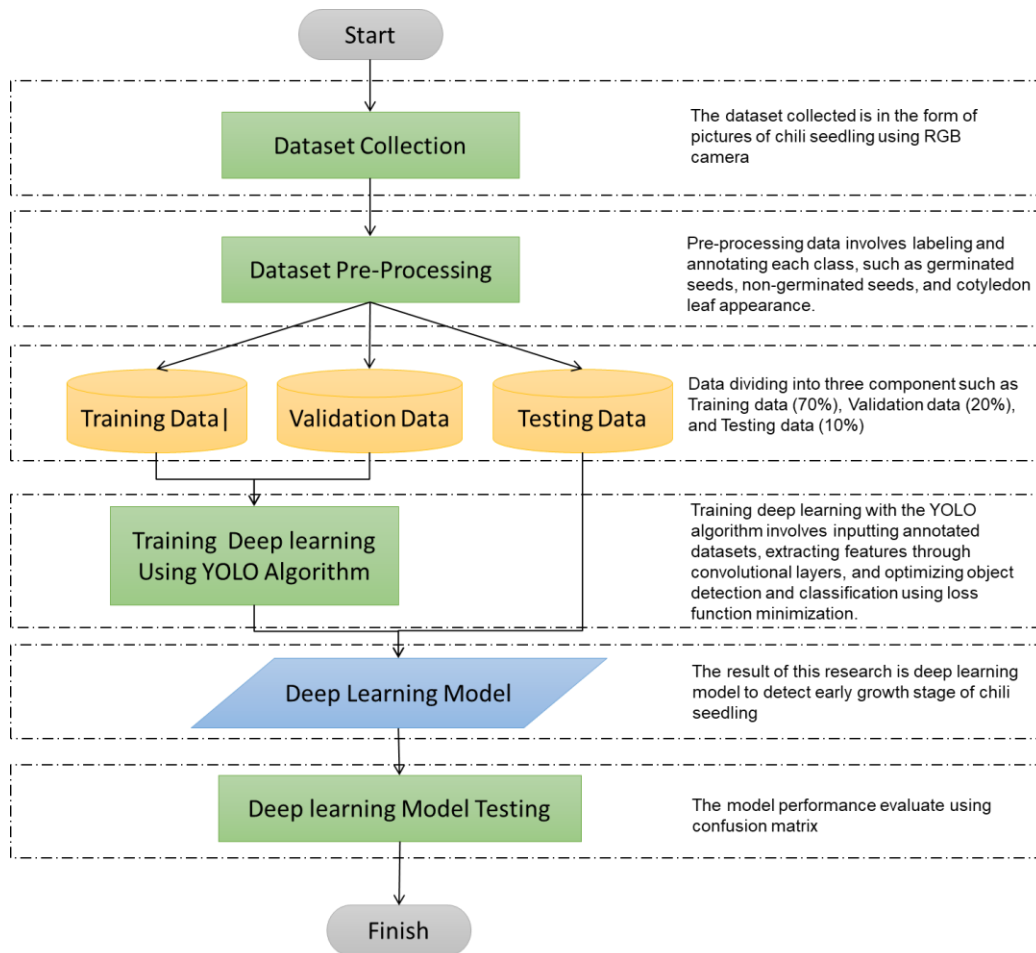 Start
Dataset Collection
The dataset collected is in the form of
pictures of chili seedling using RGB
camera
Dataset Pre-Processing
Pre-processing data involves labeling and
annotating each class, such as germinated
seeds, non-germinated seeds, and cotyledon
leaf appearance.
Training Data|
Validation Data
Testing Data
Data dividing into three component such as
Training data (70%), Validation data (20%),
and Testing data (10%)
Training Deep learning
Using YOLO Algorithm
Training deep learning with the YOLO
algorithm involves inputting annotated
datasets, extracting features through
convolutional layers, and optimizing object
detection and classification using loss
function minimization.
Deep Learning Model
The result of this research is deep learning
model to detect early growth stage of chili
seedling
Deep learning Model Testing
The model performance evaluate using
confusion matrix
Finish